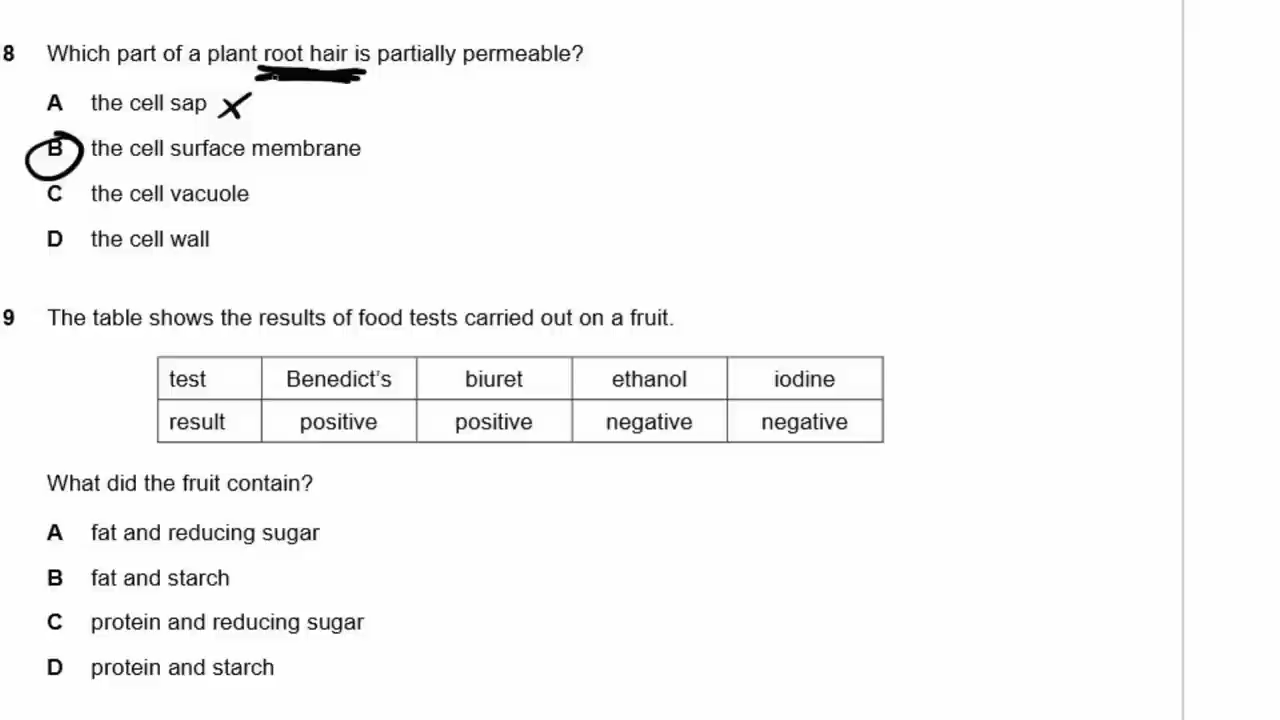 8 Which part of a plant root hair is partially permeable?
A the cell sap
B the cell surface membrane
C the cell vacuole
D the cell wall
9 The table shows the results of food tests carried out on a fruit.
test Benedict's biuret ethanol iodine
result positive positive negative negative
What did the fruit contain?
A fat and reducing sugar
B fat and starch
C protein and reducing sugar
D protein and starch